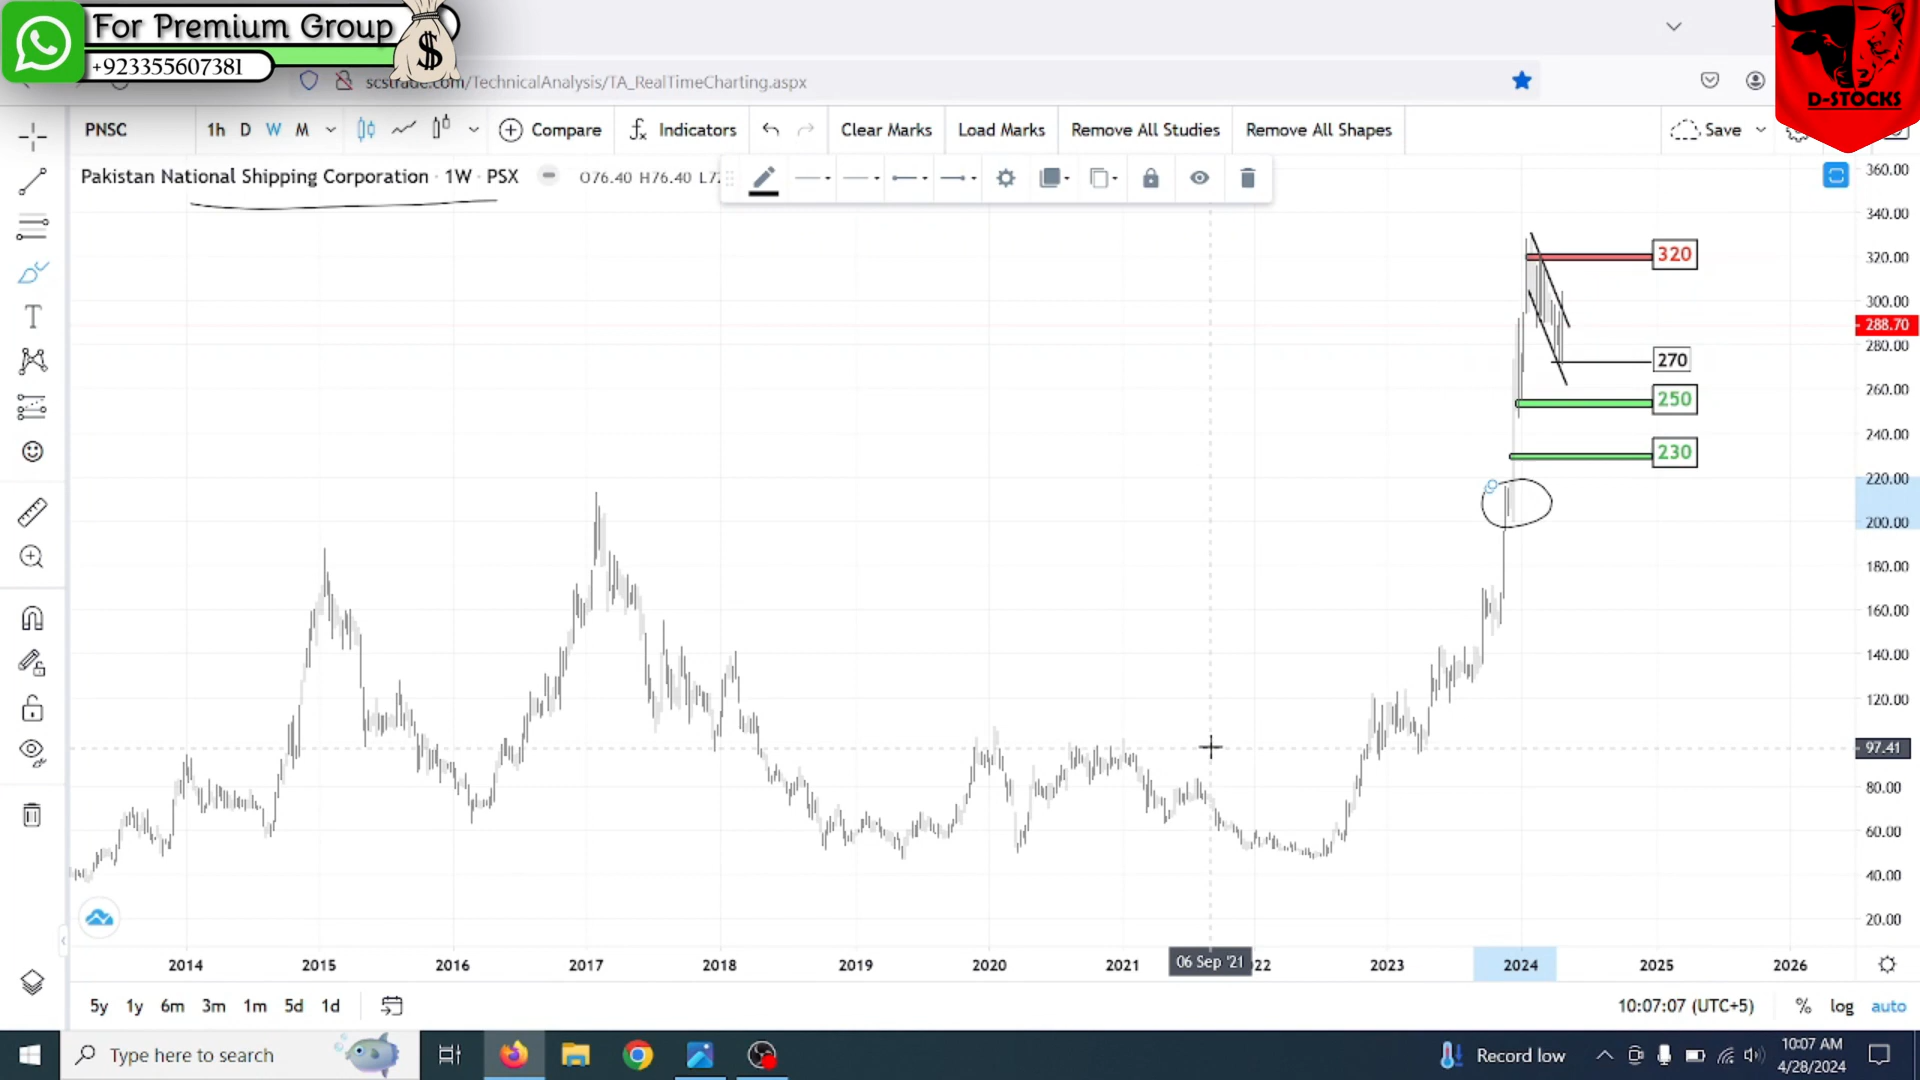 For Premium Group
+923355607381
$
scstrade.com/TechnicalAnalysis/TA_RealTimeCharting.aspx
D-STOCKS
PNSC
1h D W M
Compare
Indicators
Clear Marks
Load Marks
Remove All Studies
Remove All Shapes
Save
Pakistan National Shipping Corporation · 1W · PSX
O76.40 H76.40 L7
360.00
340.00
320.00
300.00
288.70
280.00
260.00
240.00
220.00
200.00
180.00
160.00
140.00
120.00
97.41
80.00
60.00
40.00
20.00
320
270
250
230
2014 2015 2016 2017 2018 2019 2020 2021 06 Sep '21 22 2023 2024 2025 2026
5y 1y 6m 3m 1m 5d 1d
10:07:07 (UTC+5) % log auto
Type here to search
Record low
10:07 AM
4/28/2024